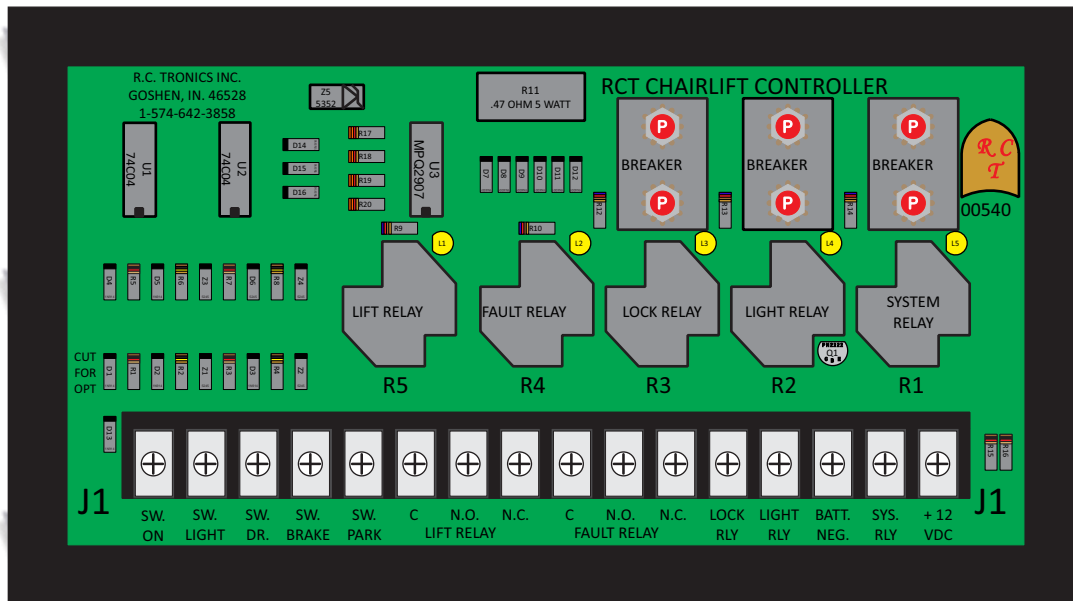 R.C. TRONICS INC.
GOSHEN, IN. 46528
1-574-642-3858
Z5
5352
R11
.47 OHM 5 WATT
RCT CHAIRLIFT CONTROLLER
U1
74C04
U2
74C04
D14
D15
D16
R17
R18
R19
R20
U3
MPQ2907
D7
D8
D9
D10
D11
D12
R12
P
BREAKER
P
R13
P
BREAKER
P
R14
P
BREAKER
P
R C
T
00540
R9
L1
R10
L2
L3
L4
L5
D4
R5
D5
R6
Z3
R7
D6
R8
Z4
LIFT RELAY
FAULT RELAY
LOCK RELAY
LIGHT RELAY
SYSTEM
RELAY
Q1
CUT
FOR
OPT
D1
R1
D2
R2
Z1
R3
D3
R4
Z2
R5
R4
R3
R2
R1
D13
R15
R16
J1
J1
SW.
ON
SW.
LIGHT
SW.
DR.
SW.
BRAKE
SW.
PARK
C
N.O.
N.C.
LIFT RELAY
C
N.O.
N.C.
FAULT RELAY
LOCK
RLY
LIGHT
RLY
BATT.
NEG.
SYS.
RLY
+ 12
VDC